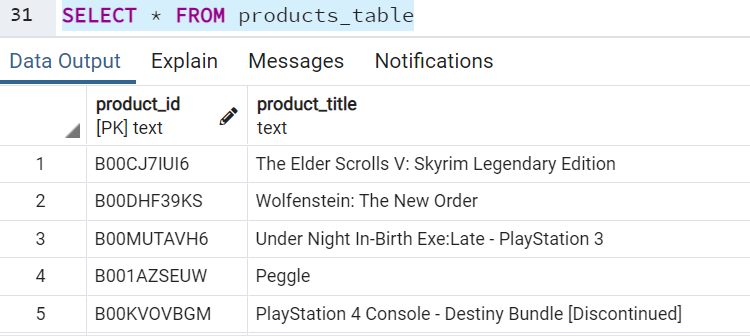 31 SELECT * FROM products_table
Data Output Explain Messages Notifications
product_id product_title
[PK] text text
1 B00CJ7IUI6 The Elder Scrolls V: Skyrim Legendary Edition
2 B00DHF39KS Wolfenstein: The New Order
3 B00MUTAVH6 Under Night In-Birth Exe:Late - PlayStation 3
4 B001AZSEUW Peggle
5 B00KVOVBGM PlayStation 4 Console - Destiny Bundle [Discontinued]